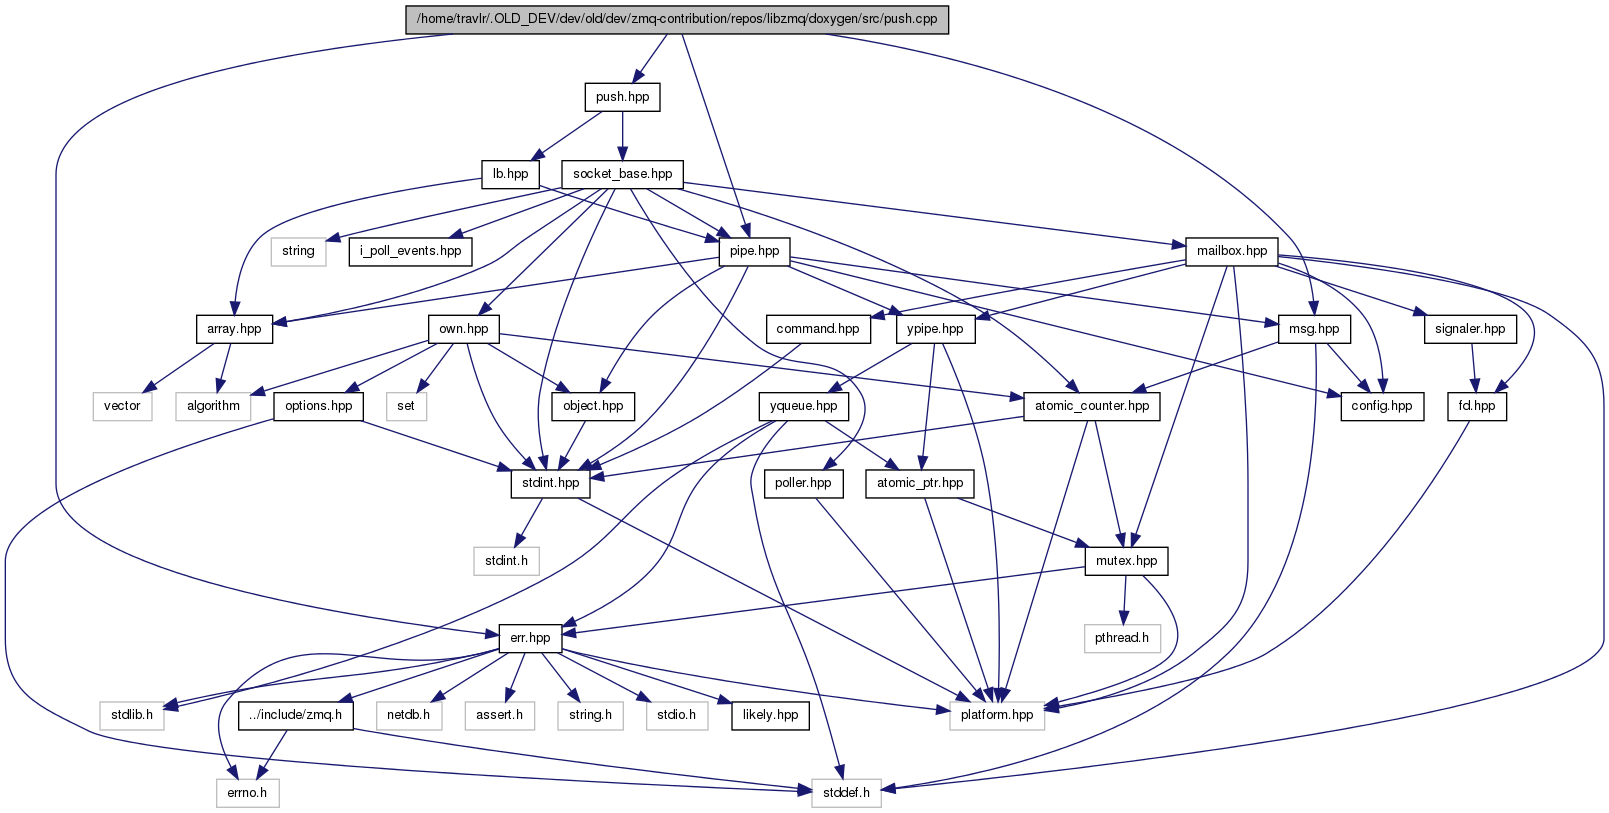 /home/travlr/.OLD_DEV/dev/old/dev/zmq-contribution/repos/libzmq/doxygen/src/push.cpp
push.hpp
lb.hpp
socket_base.hpp
string
i_poll_events.hpp
pipe.hpp
mailbox.hpp
array.hpp
own.hpp
command.hpp
ypipe.hpp
msg.hpp
signaler.hpp
vector
algorithm
options.hpp
set
object.hpp
yqueue.hpp
atomic_counter.hpp
config.hpp
fd.hpp
stdint.hpp
poller.hpp
atomic_ptr.hpp
stdint.h
mutex.hpp
err.hpp
pthread.h
stdlib.h
../include/zmq.h
netdb.h
assert.h
string.h
stdio.h
likely.hpp
platform.hpp
errno.h
stddef.h